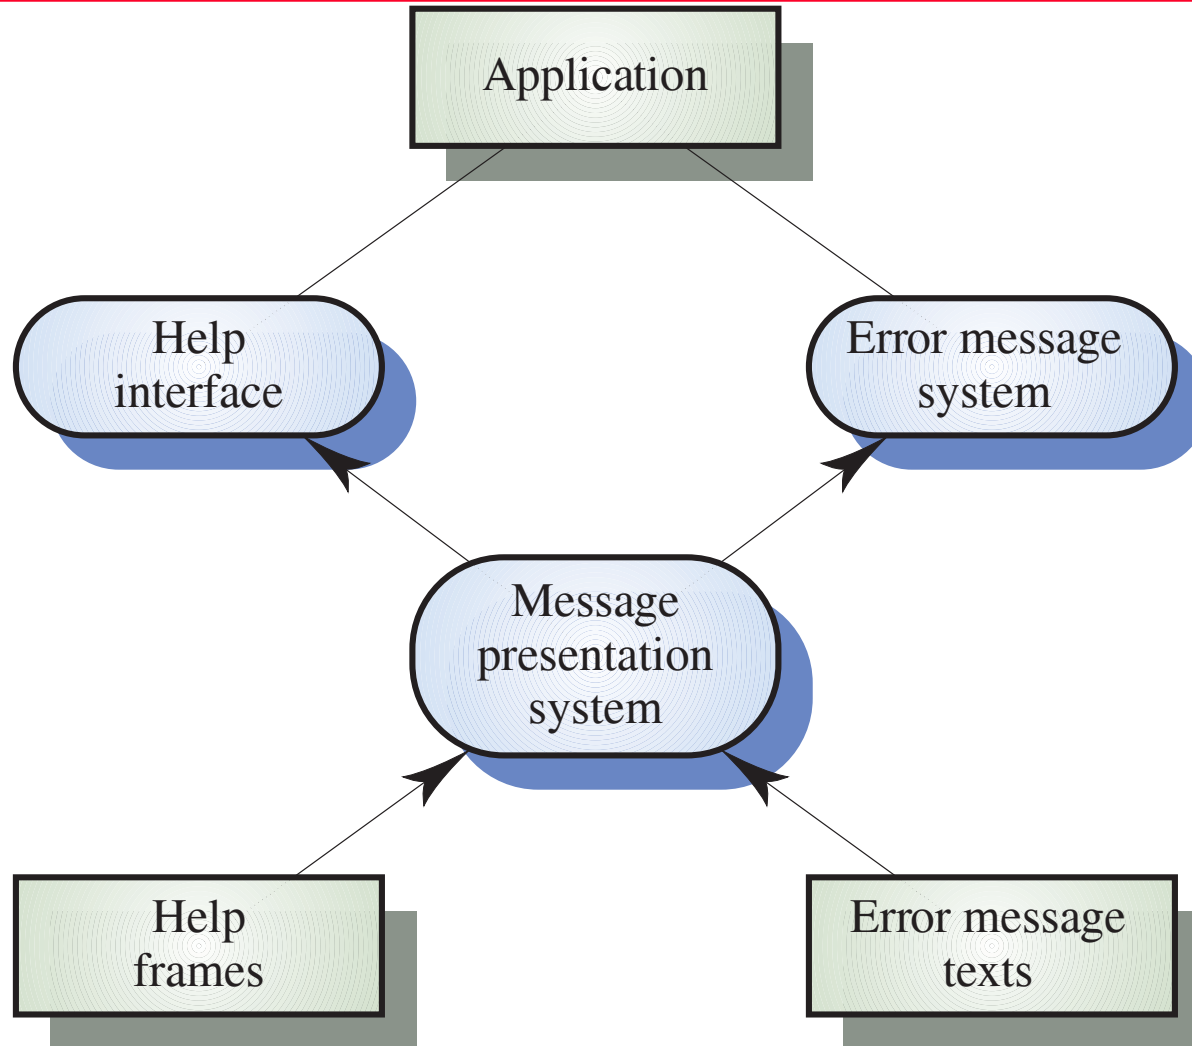 Application
Help
interface
Error message
system
Message
presentation
system
Help
frames
Error message
texts